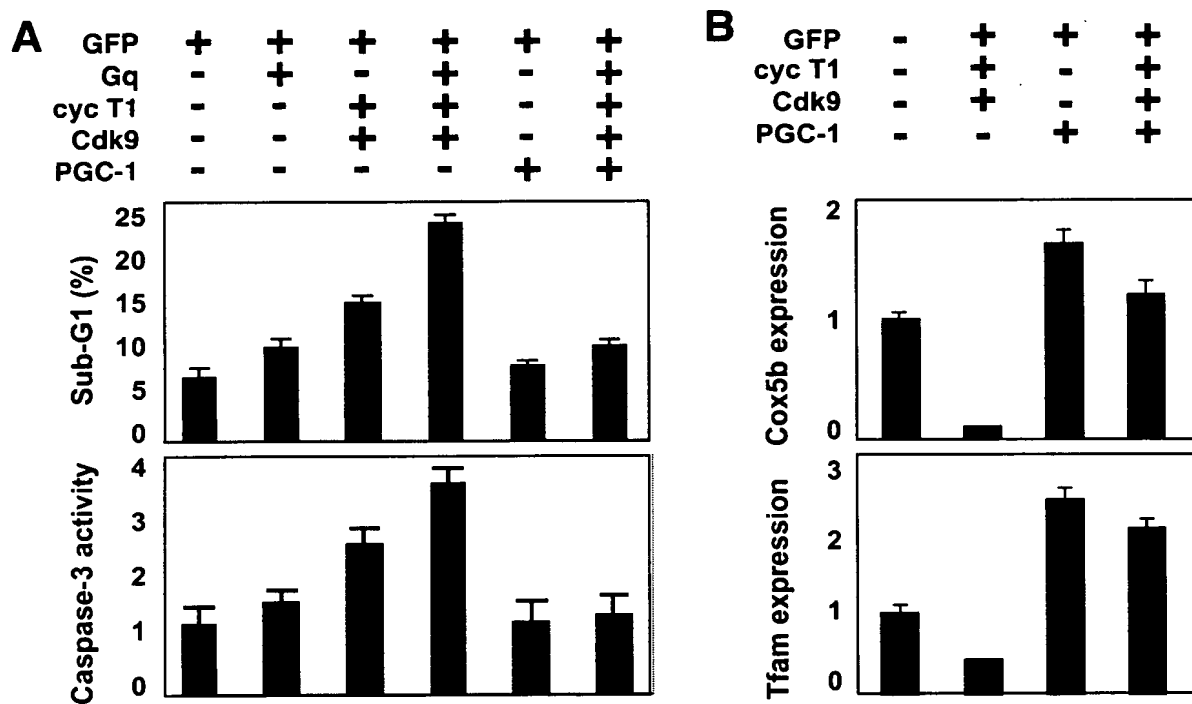 A
GFP + + + + + +
Gq - + - + - +
cyc T1 - - + + - +
Cdk9 - - + + - +
PGC-1 - - - - + +
Sub-G1 (%)
25
20
15
10
5
0
Caspase-3 activity
4
3
2
1
0
B
GFP - + + +
cyc T1 - + - +
Cdk9 - + - +
PGC-1 - - + +
Cox5b expression
2
1
0
Tfam expression
3
2
1
0